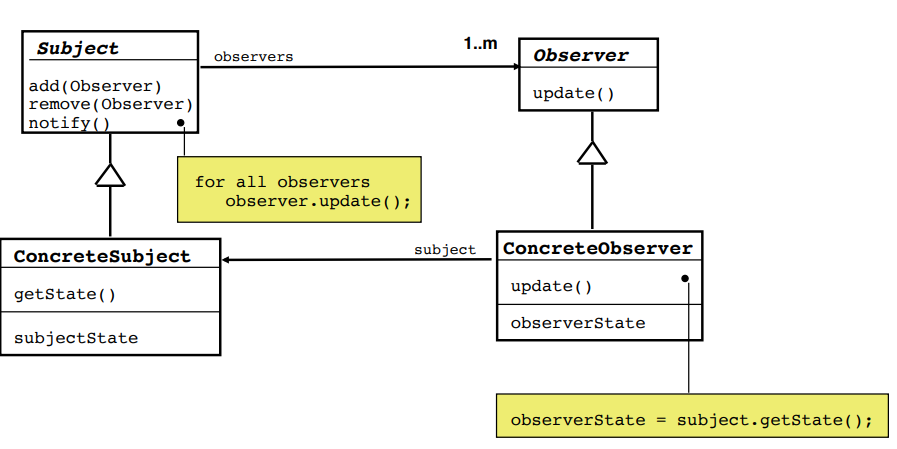 Subject
add(Observer)
remove(Observer)
notify()
observers
1..m
Observer
update()
for all observers
observer.update();
ConcreteSubject
getState()
subjectState
subject
ConcreteObserver
update()
observerState
observerState = subject.getState();